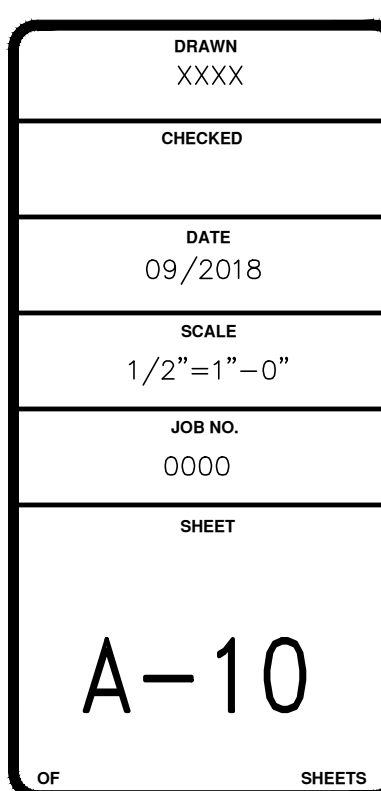 DRAWN
XXXX
CHECKED
DATE
09/2018
SCALE
1/2”=1”−0”
JOB NO.
0000
SHEET
A−10
OF SHEETS